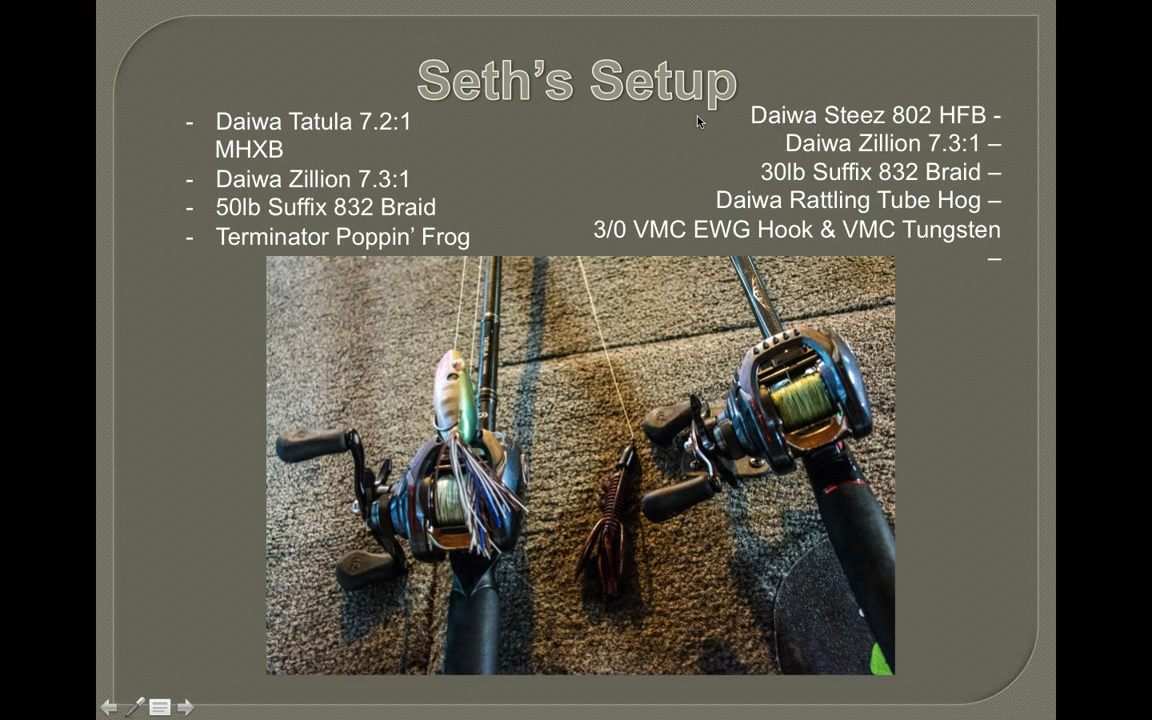 Seth's Setup
- Daiwa Tatula 7.2:1
MHXB
- Daiwa Zillion 7.3:1
- 50lb Suffix 832 Braid
- Terminator Poppin' Frog
Daiwa Steez 802 HFB -
Daiwa Zillion 7.3:1 –
30lb Suffix 832 Braid –
Daiwa Rattling Tube Hog –
3/0 VMC EWG Hook & VMC Tungsten
–